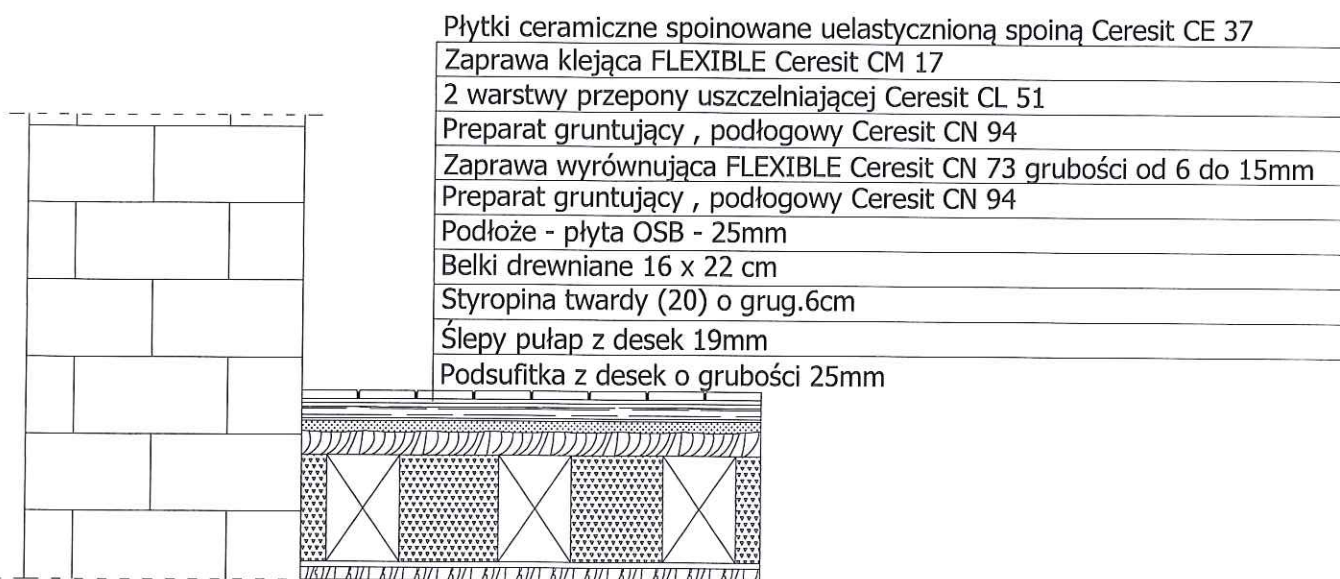 Płytki ceramiczne spoinowane uelastycznioną spoiną Ceresit CE 37
Zaprawa klejąca FLEXIBLE Ceresit CM 17
2 warstwy przepony uszczelniającej Ceresit CL 51
Preparat gruntujący , podłogowy Ceresit CN 94
Zaprawa wyrównująca FLEXIBLE Ceresit CN 73 grubości od 6 do 15mm
Preparat gruntujący , podłogowy Ceresit CN 94
Podłoże - płyta OSB - 25mm
Belki drewniane 16 x 22 cm
Styropina twardy (20) o grug.6cm
Ślepy pułap z desek 19mm
Podsufitka z desek o grubości 25mm